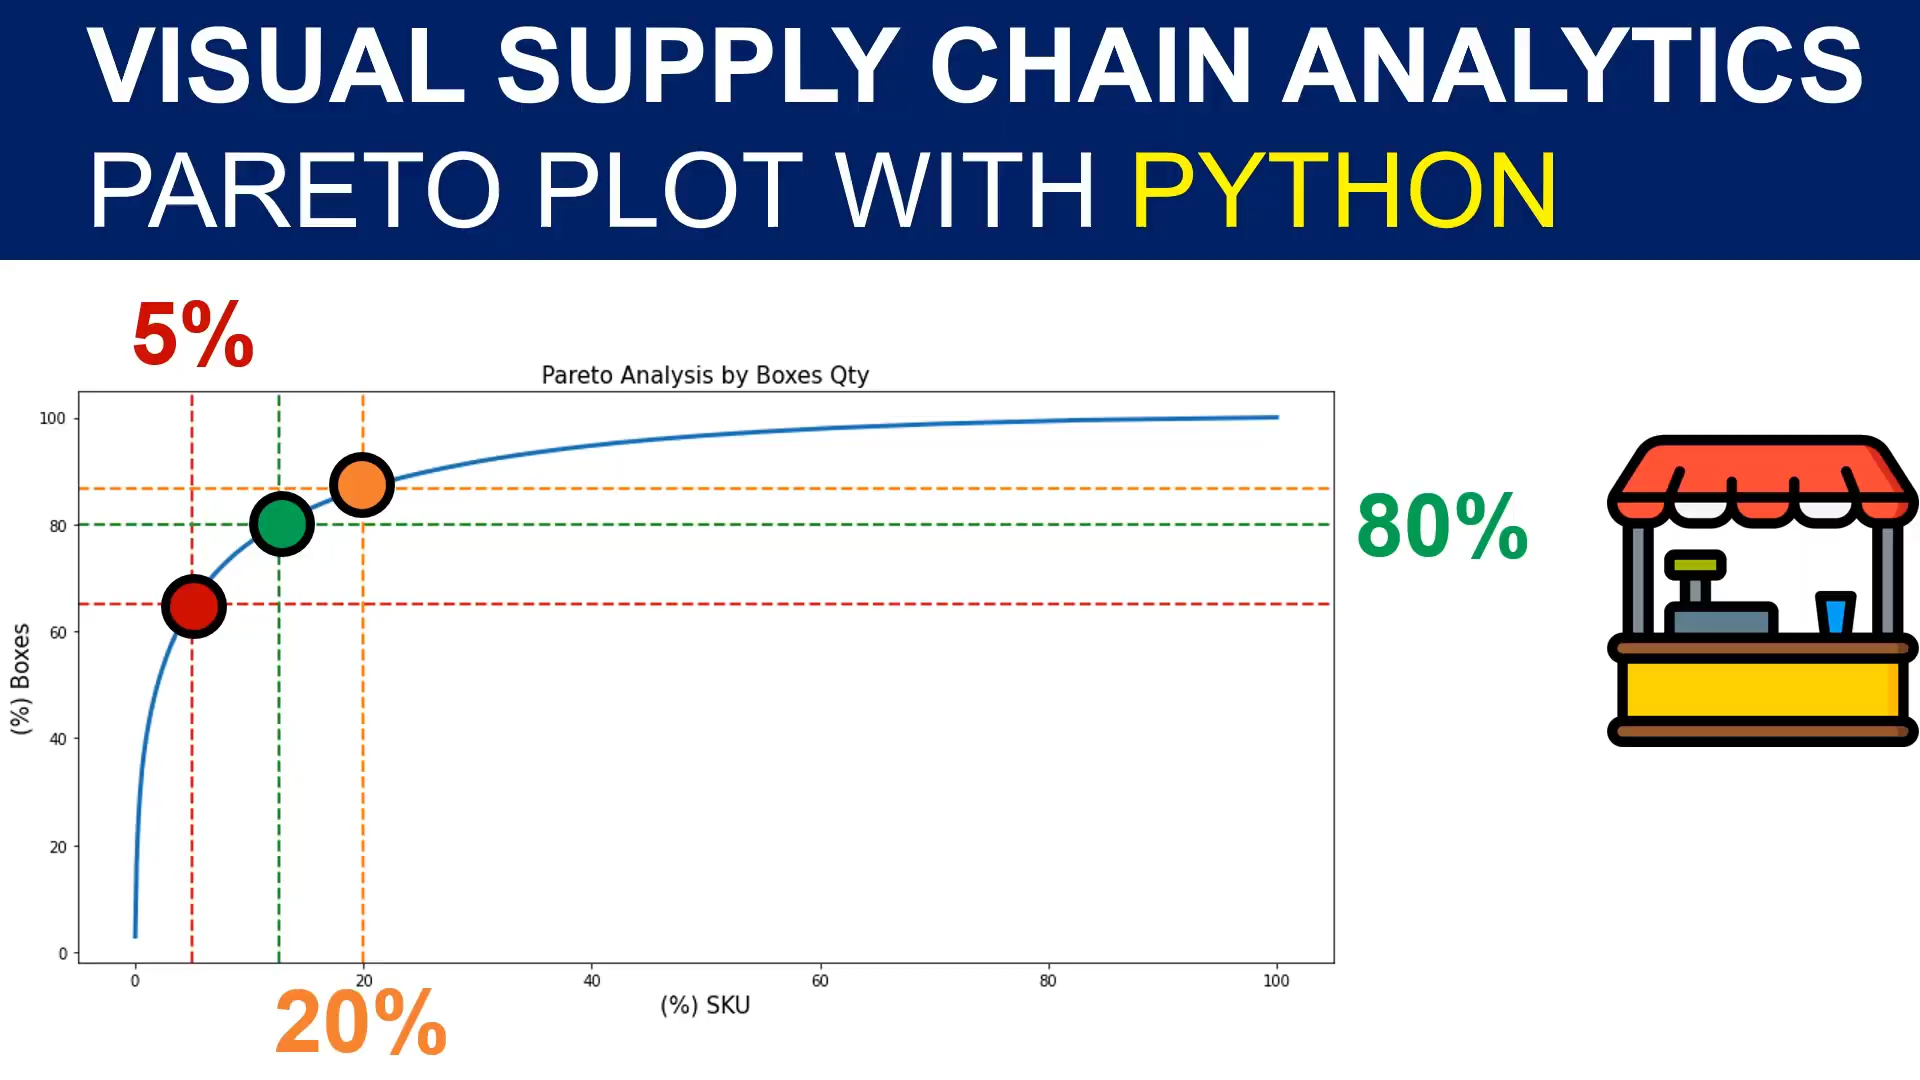 VISUAL SUPPLY CHAIN ANALYTICS
PARETO PLOT WITH PYTHON
5%
Pareto Analysis by Boxes Qty
100
80
60
40
20
0
(%) Boxes
80%
0 20 40 60 80 100
(%) SKU
20%